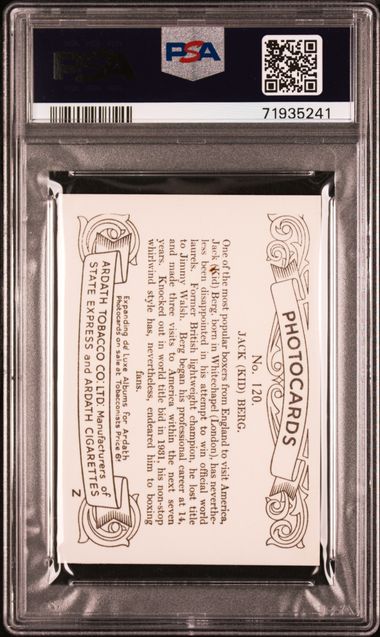 PSA
PSA
71935241
PHOTOCARDS
No. 120
JACK (KID) BERG.
One of the most popular boxers from England to visit America,
Jack (Kid) Berg, born in Whitechapel (London), has neverthe-
less been disappointed in his attempt to win official world
laurels. Former British lightweight champion, he lost title
to Jimmy Walsh. Berg began his professional career at 14,
and made three visits to America within the next seven
years. Knocked out in world title bid in 1931, his non-stop
whirlwind style has, nevertheless, endeared him to boxing
fans.
Expanding de Luxe Albums for Ardath
Photocards on sale at Tobacconists Price 6ᴰ
ARDATH TOBACCO CO LTD. Manufacturers of
STATE EXPRESS and ARDATH CIGARETTES
Z